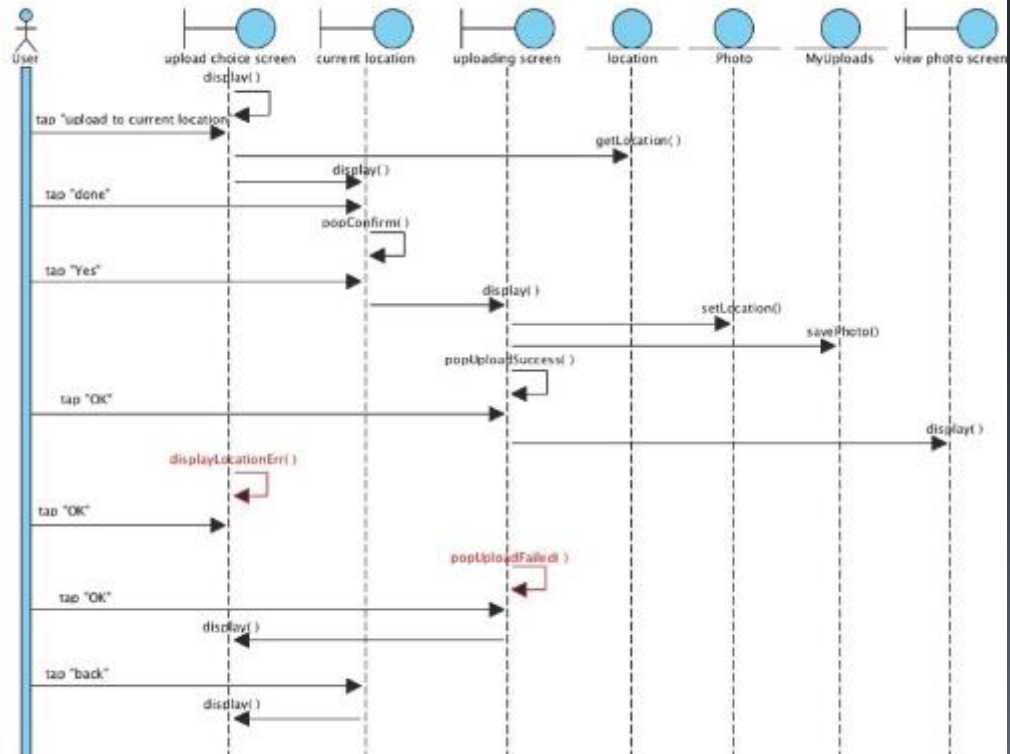 User
upload choice screen
current location
uploading screen
location
Photo
MyUploads
view photo screen
display( )
tap "upload to current location
getLocation( )
display( )
tap "done"
popConfirm( )
tap "Yes"
display( )
setLocation()
savePhoto()
popUploadSuccess( )
tap "OK"
display( )
displayLocationErr( )
tap "OK"
popUploadFailed( )
tap "OK"
display( )
tap "back"
display( )